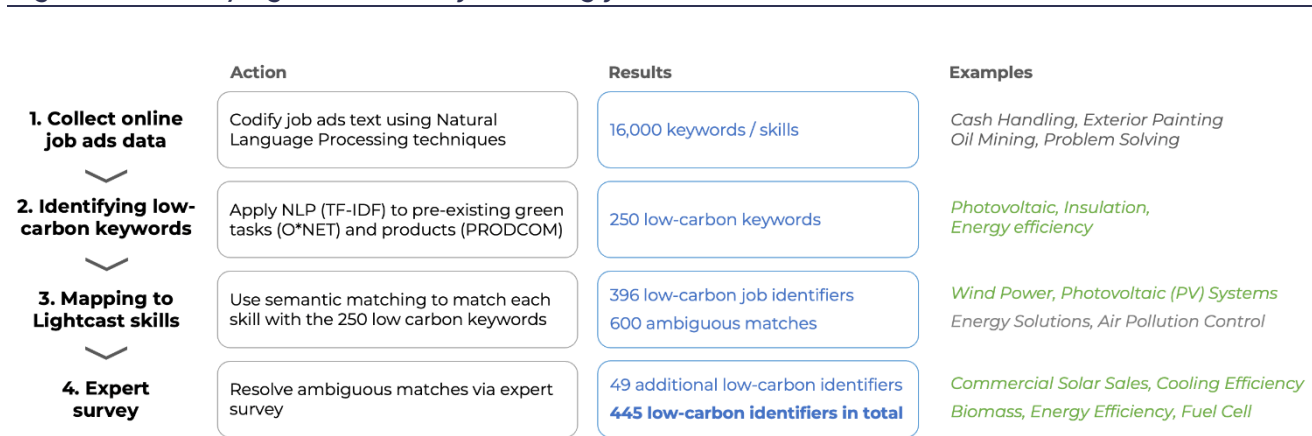 Action
Results
Examples
1. Collect online
job ads data
Codify job ads text using Natural
Language Processing techniques
16,000 keywords / skills
Cash Handling, Exterior Painting
Oil Mining, Problem Solving
2. Identifying low-
carbon keywords
Apply NLP (TF-IDF) to pre-existing green
tasks (O*NET) and products (PRODCOM)
250 low-carbon keywords
Photovoltaic, Insulation,
Energy efficiency
3. Mapping to
Lightcast skills
Use semantic matching to match each
skill with the 250 low carbon keywords
396 low-carbon job identifiers
600 ambiguous matches
Wind Power, Photovoltaic (PV) Systems
Energy Solutions, Air Pollution Control
4. Expert
survey
Resolve ambiguous matches via expert
survey
49 additional low-carbon identifiers
445 low-carbon identifiers in total
Commercial Solar Sales, Cooling Efficiency
Biomass, Energy Efficiency, Fuel Cell